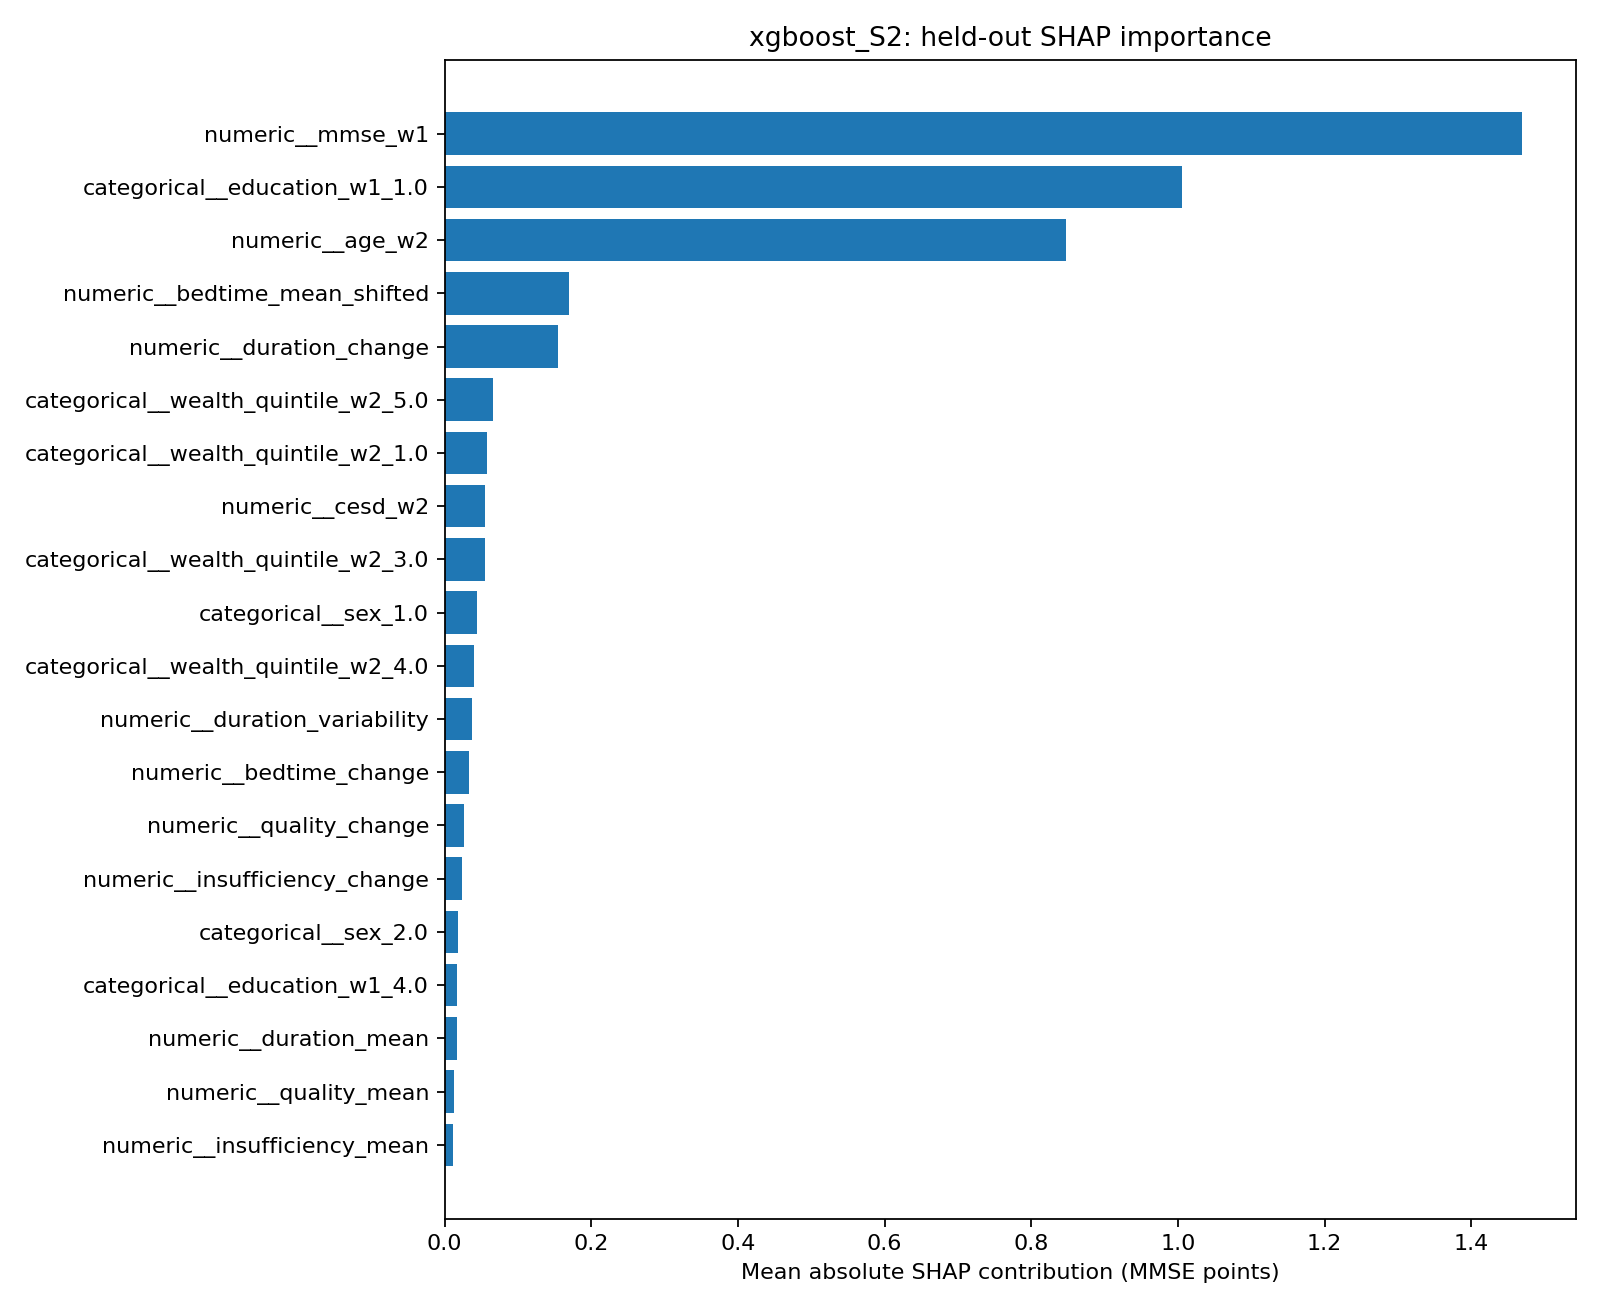 xgboost_S2: held-out SHAP importance
numeric__mmse_w1
categorical__education_w1_1.0
numeric__age_w2
numeric__bedtime_mean_shifted
numeric__duration_change
categorical__wealth_quintile_w2_5.0
categorical__wealth_quintile_w2_1.0
numeric__cesd_w2
categorical__wealth_quintile_w2_3.0
categorical__sex_1.0
categorical__wealth_quintile_w2_4.0
numeric__duration_variability
numeric__bedtime_change
numeric__quality_change
numeric__insufficiency_change
categorical__sex_2.0
categorical__education_w1_4.0
numeric__duration_mean
numeric__quality_mean
numeric__insufficiency_mean
0.0 0.2 0.4 0.6 0.8 1.0 1.2 1.4
Mean absolute SHAP contribution (MMSE points)